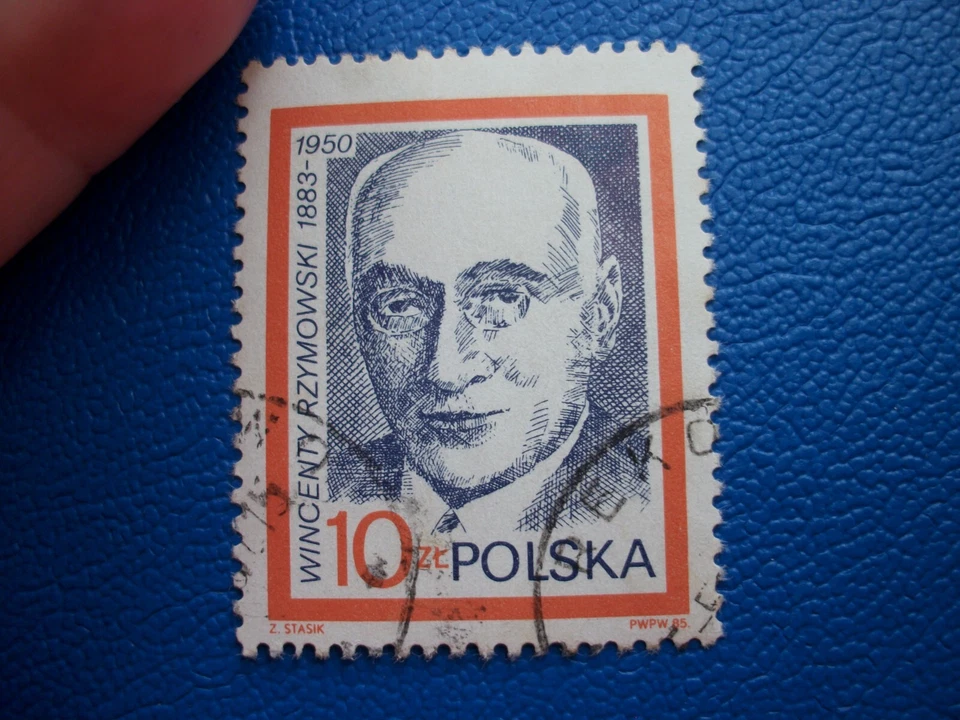 WINCENTY RZYMOWSKI 1883-
1950
10 ZŁ POLSKA
Z. STASIK
PWPW 85.